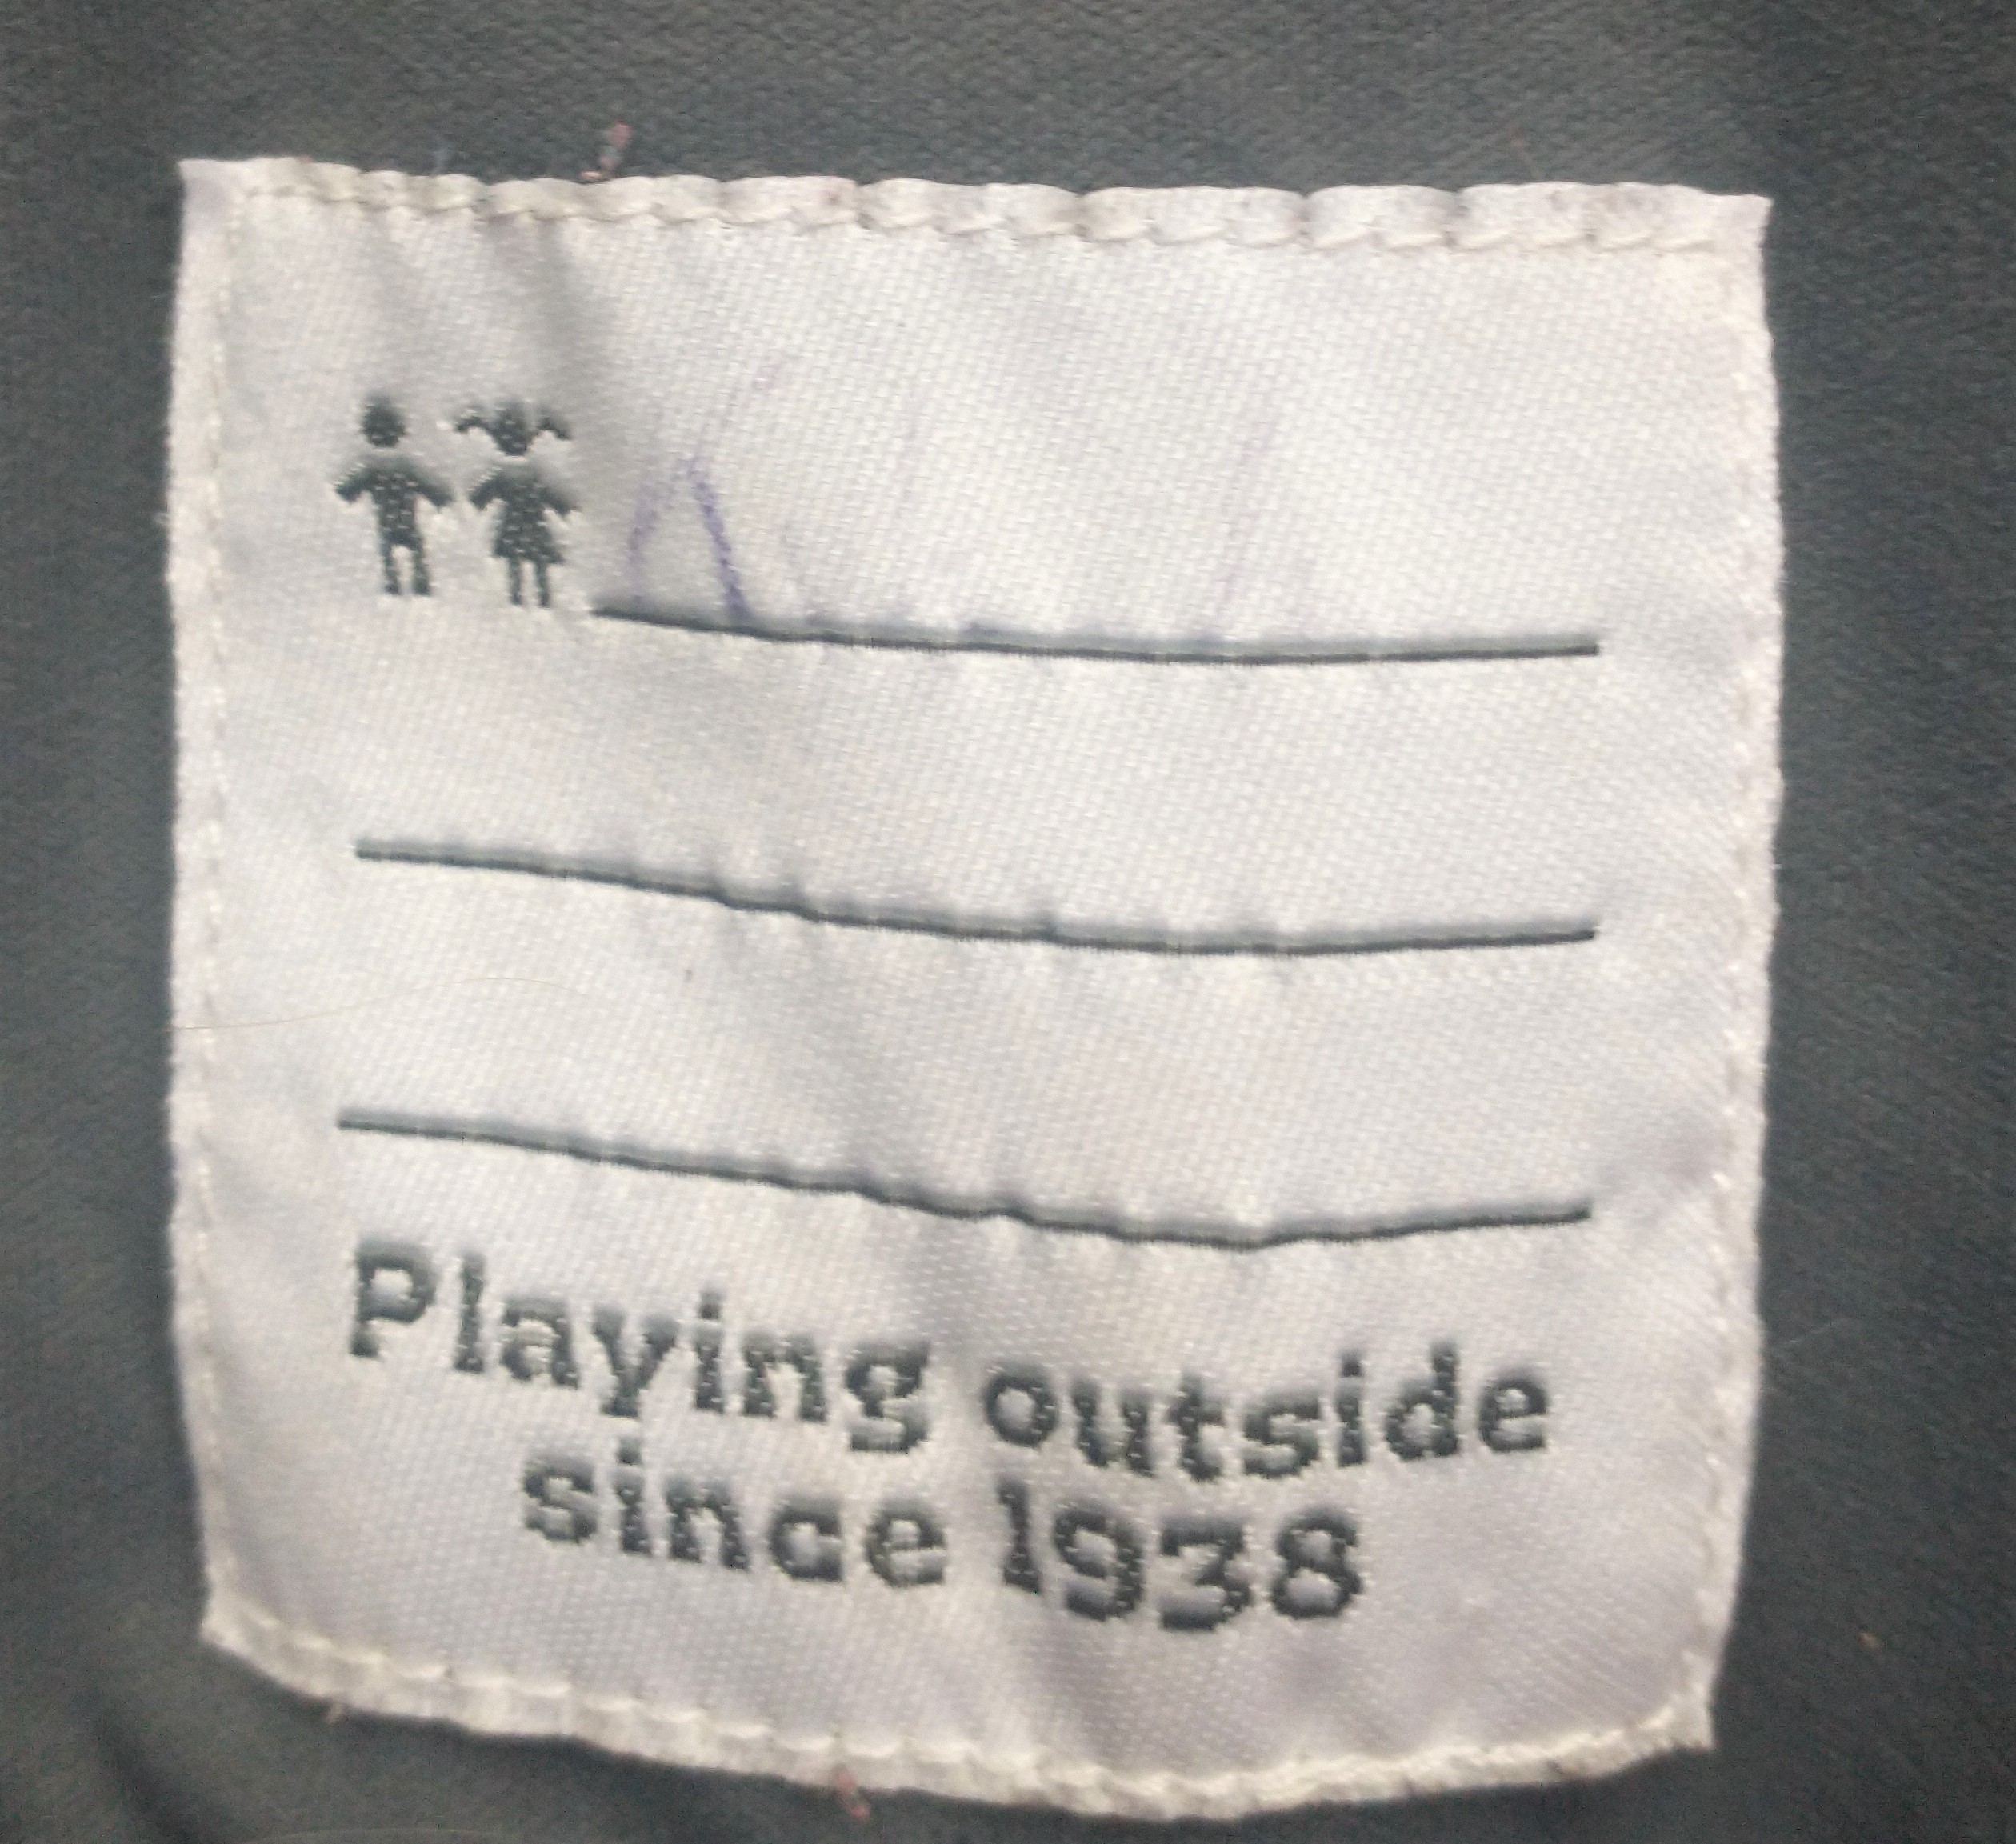 Playing outside
since 1938